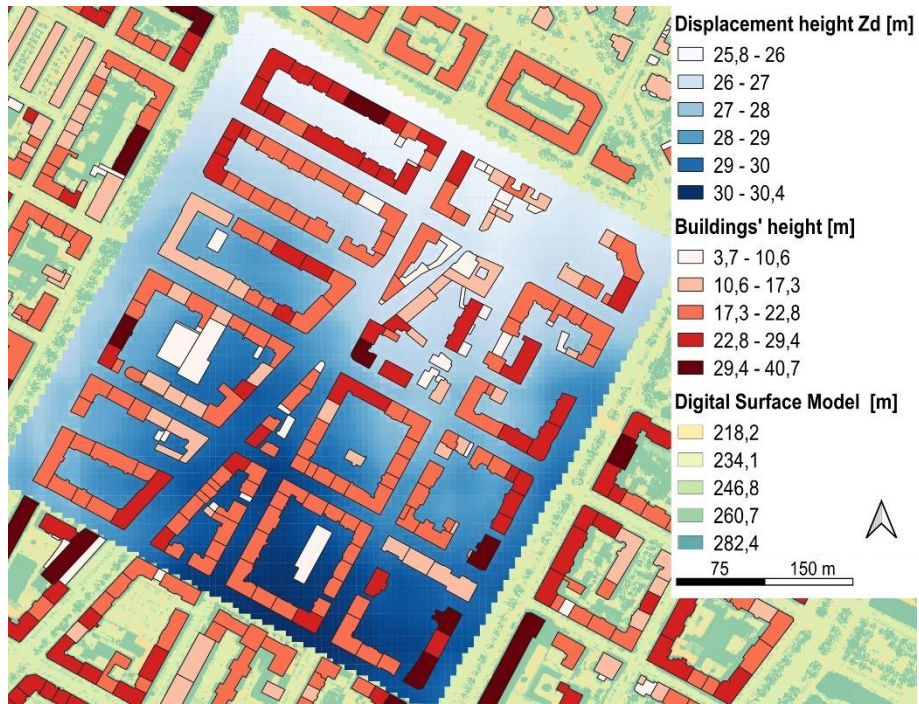 Displacement height Zd [m]
25,8 - 26
26 - 27
27 - 28
28 - 29
29 - 30
30 - 30,4
Buildings' height [m]
3,7 - 10,6
10,6 - 17,3
17,3 - 22,8
22,8 - 29,4
29,4 - 40,7
Digital Surface Model [m]
218,2
234,1
246,8
260,7
282,4
75 150 m